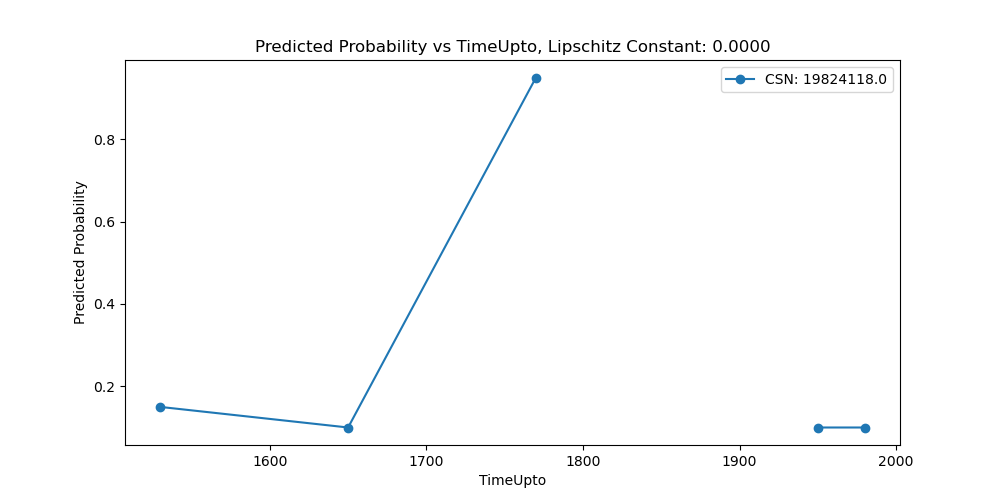 Predicted Probability vs TimeUpto, Lipschitz Constant: 0.0000
CSN: 19824118.0
Predicted Probability
0.8
0.6
0.4
0.2
1600 1700 1800 1900 2000
TimeUpto